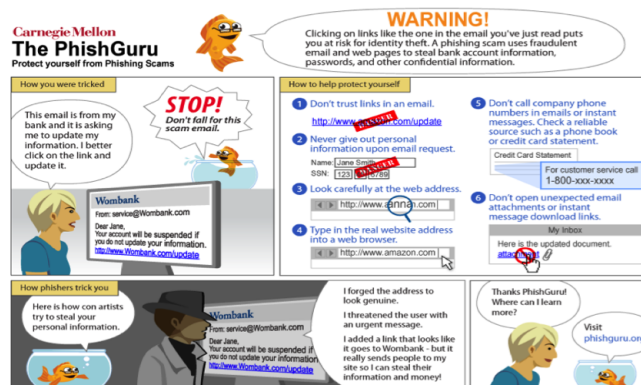 Carnegie Mellon
The PhishGuru
Protect yourself from Phishing Scams
WARNING!
Clicking on links like the one in the email you've just read puts
you at risk for identity theft. A phishing scam uses fraudulent
email and web pages to steal bank account information,
passwords, and other confidential information.
How you were tricked
This email is from my
bank and it is asking
me to update my
information. I better
click on the link and
update it.
STOP!
Don't fall for this
scam email.
Wombank
From: service@Wombank.com
Dear Jane,
Your account will be suspended if
you do not update your information.
http://www.Wombank.com/update
How to help protect yourself
1 Don't trust links in an email.
http://www.amazon.com/update
DANGER
2 Never give out personal
information upon email request.
Name: Jane Smith
SSN: 123 6789
DANGER
3 Look carefully at the web address.
http://www.anna.com
4 Type in the real website address
into a web browser.
http://www.amazon.com
5 Don't call company phone
numbers in emails or instant
messages. Check a reliable
source such as a phone book
or credit card statement.
Credit Card Statement
For customer service call
1-800-xxx-xxxx
6 Don't open unexpected email
attachments or instant
message download links.
My Inbox
Here is the updated document.
attachment
How phishers trick you
Here is how con artists
try to steal your
personal information.
Wombank
From: service@Wombank.com
Dear Jane,
Your account will be suspended if
you do not update your information
http://www.Wombank.com/update
I forged the address to
look genuine.
I threatened the user with
an urgent message.
I added a link that looks like
it goes to Wombank - but it
really sends people to my
site so I can steal their
information and money!
Thanks PhishGuru!
Where can I learn
more?
Visit
phishguru.org